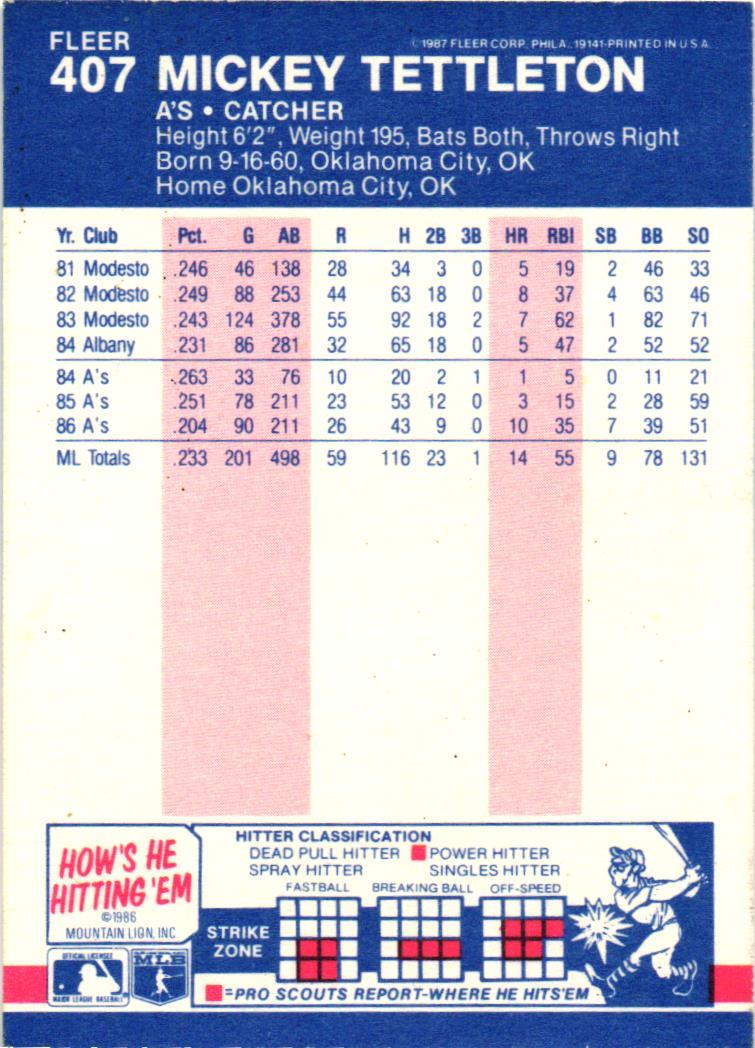 FLEER
© 1987 FLEER CORP. PHILA., 19141-PRINTED IN U S A
407 MICKEY TETTLETON
A'S • CATCHER
Height 6'2", Weight 195, Bats Both, Throws Right
Born 9-16-60, Oklahoma City, OK
Home Oklahoma City, OK
Yr. Club Pct. G AB R H 2B 3B HR RBI SB BB SO
81 Modesto .246 46 138 28 34 3 0 5 19 2 46 33
82 Modesto .249 88 253 44 63 18 0 8 37 4 63 46
83 Modesto .243 124 378 55 92 18 2 7 62 1 82 71
84 Albany .231 86 281 32 65 18 0 5 47 2 52 52
84 A's .263 33 76 10 20 2 1 1 5 0 11 21
85 A's .251 78 211 23 53 12 0 3 15 2 28 59
86 A's .204 90 211 26 43 9 0 10 35 7 39 51
ML Totals .233 201 498 59 116 23 1 14 55 9 78 131
HOW'S HE
HITTING 'EM
©1986
MOUNTAIN LION, INC.
OFFICIAL LICENSEE
MAJOR LEAGUE BASEBALL
MLB
HITTER CLASSIFICATION
DEAD PULL HITTER POWER HITTER
SPRAY HITTER SINGLES HITTER
FASTBALL BREAKING BALL OFF-SPEED
STRIKE
ZONE
=PRO SCOUTS REPORT-WHERE HE HITS'EM